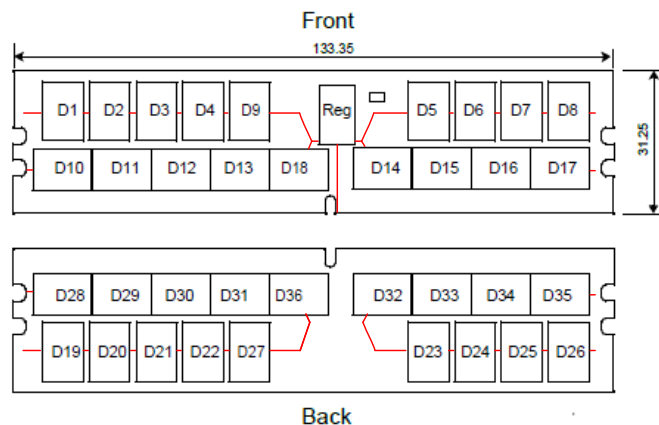 Front
133.35
D1 D2 D3 D4 D9 Reg D5 D6 D7 D8
31.25
D10 D11 D12 D13 D18 D14 D15 D16 D17
D28 D29 D30 D31 D36 D32 D33 D34 D35
D19 D20 D21 D22 D27 D23 D24 D25 D26
Back